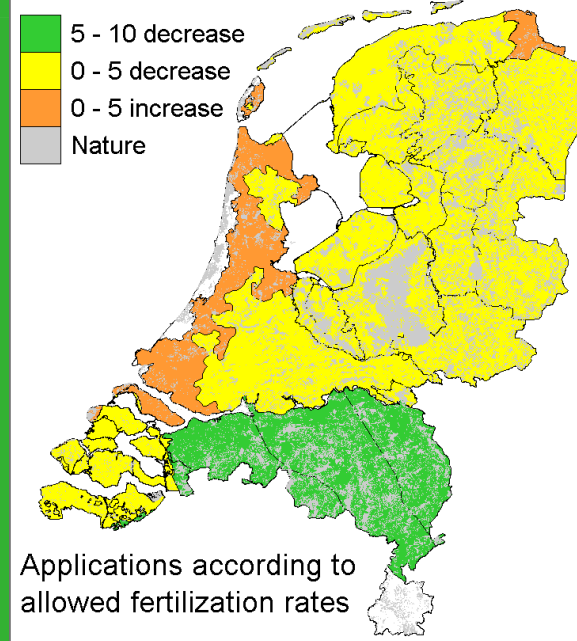 5 - 10 decrease
0 - 5 decrease
0 - 5 increase
Nature
Applications according to
allowed fertilization rates